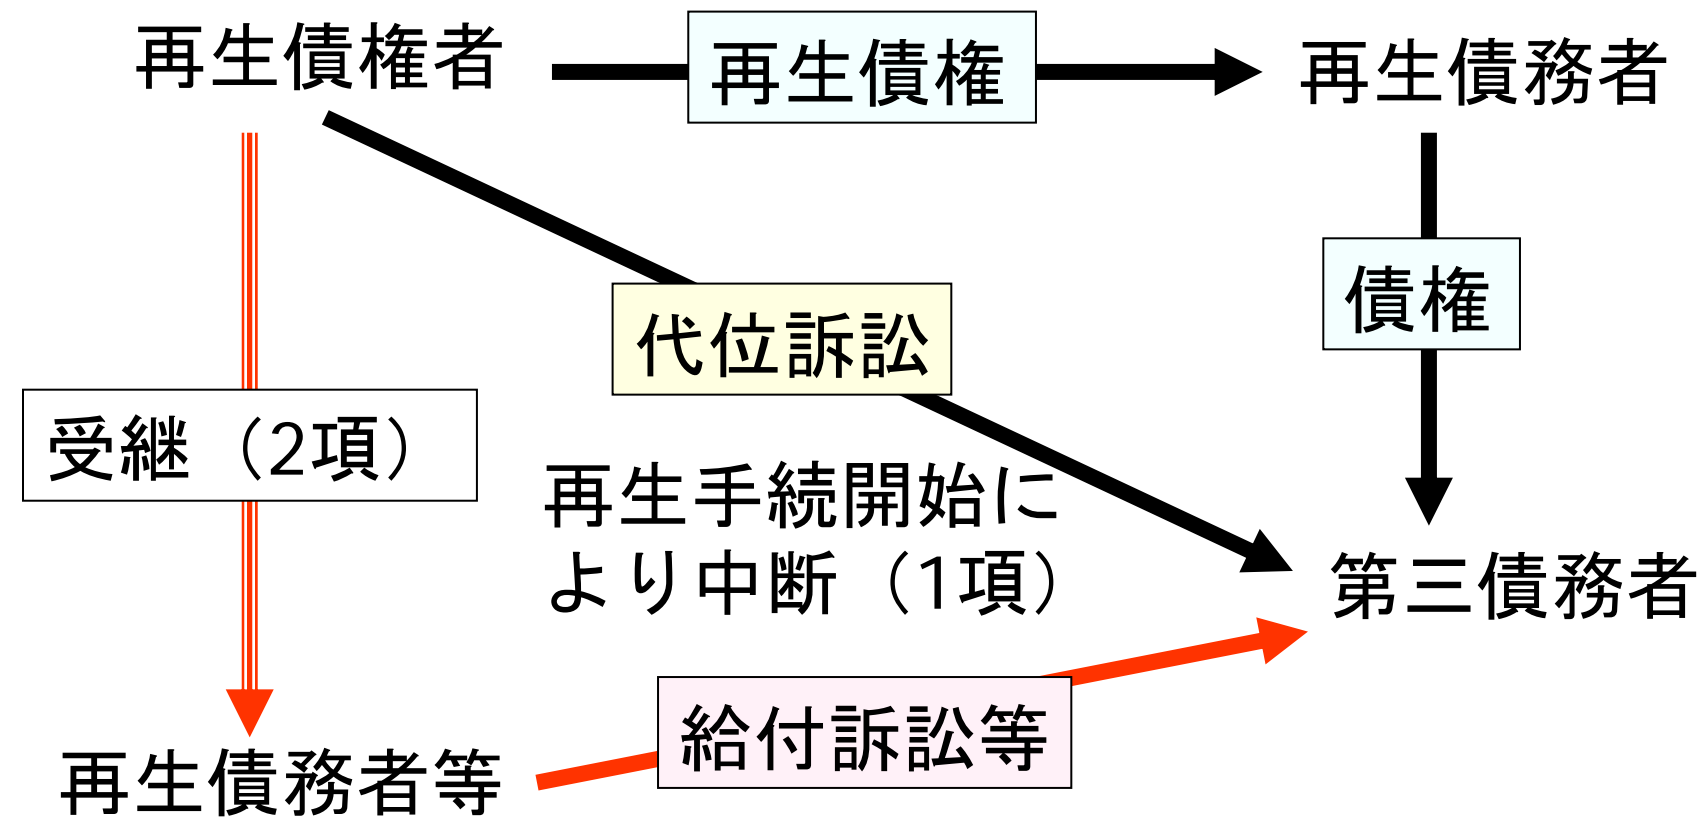 再生債権者
再生債権
再生債務者
債権
代位訴訟
受継（2項）
再生手続開始に
より中断（1項）
第三債務者
給付訴訟等
再生債務者等